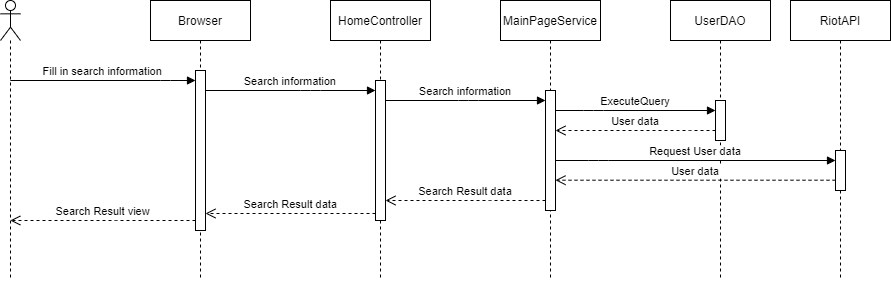 Browser
HomeController
MainPageService
UserDAO
RiotAPI
Fill in search information
Search information
Search information
ExecuteQuery
User data
Request User data
User data
Search Result data
Search Result data
Search Result view